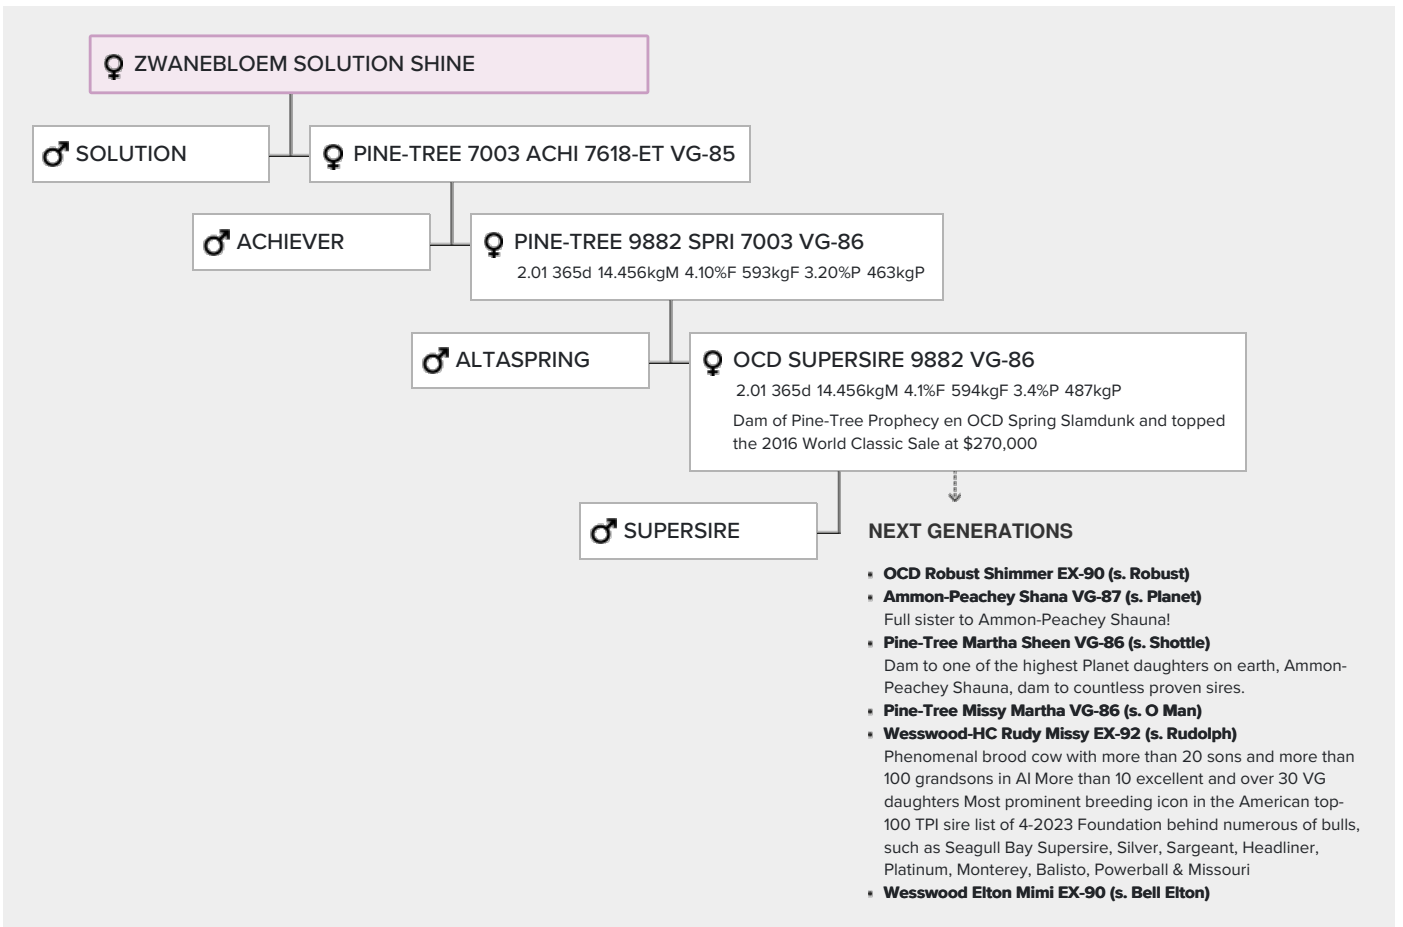 ZWANEBLOEM SOLUTION SHINE
SOLUTION
PINE-TREE 7003 ACHI 7618-ET VG-85
ACHIEVER
PINE-TREE 9882 SPRI 7003 VG-86
2.01 365d 14.456kgM 4.10%F 593kgF 3.20%P 463kgP
ALTASPRING
OCD SUPERSIRE 9882 VG-86
2.01 365d 14.456kgM 4.1%F 594kgF 3.4%P 487kgP
Dam of Pine-Tree Prophecy en OCD Spring Slamdunk and topped
the 2016 World Classic Sale at $270,000
SUPERSIRE
NEXT GENERATIONS
OCD Robust Shimmer EX-90 (s. Robust)
Ammon-Peachey Shana VG-87 (s. Planet)
Full sister to Ammon-Peachey Shauna!
Pine-Tree Martha Sheen VG-86 (s. Shottle)
Dam to one of the highest Planet daughters on earth, Ammon-
Peachey Shauna, dam to countless proven sires.
Pine-Tree Missy Martha VG-86 (s. O Man)
Wesswood-HC Rudy Missy EX-92 (s. Rudolph)
Phenomenal brood cow with more than 20 sons and more than
100 grandsons in AI More than 10 excellent and over 30 VG
daughters Most prominent breeding icon in the American top-
100 TPI sire list of 4-2023 Foundation behind numerous of bulls,
such as Seagull Bay Supersire, Silver, Sargeant, Headliner,
Platinum, Monterey, Balisto, Powerball & Missouri
Wesswood Elton Mimi EX-90 (s. Bell Elton)